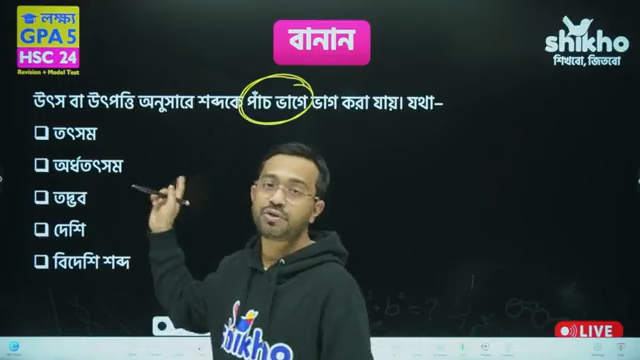 লক্ষ্য
GPA 5
HSC 24
Revision + Model Test
বানান
shikho
শিখবো, জিতবো
উৎস বা উৎপত্তি অনুসারে শব্দকে পাঁচ ভাগে ভাগ করা যায়। যথা–
তৎসম
অর্ধতৎসম
তদ্ভব
দেশি
বিদেশি শব্দ
shikho
LIVE